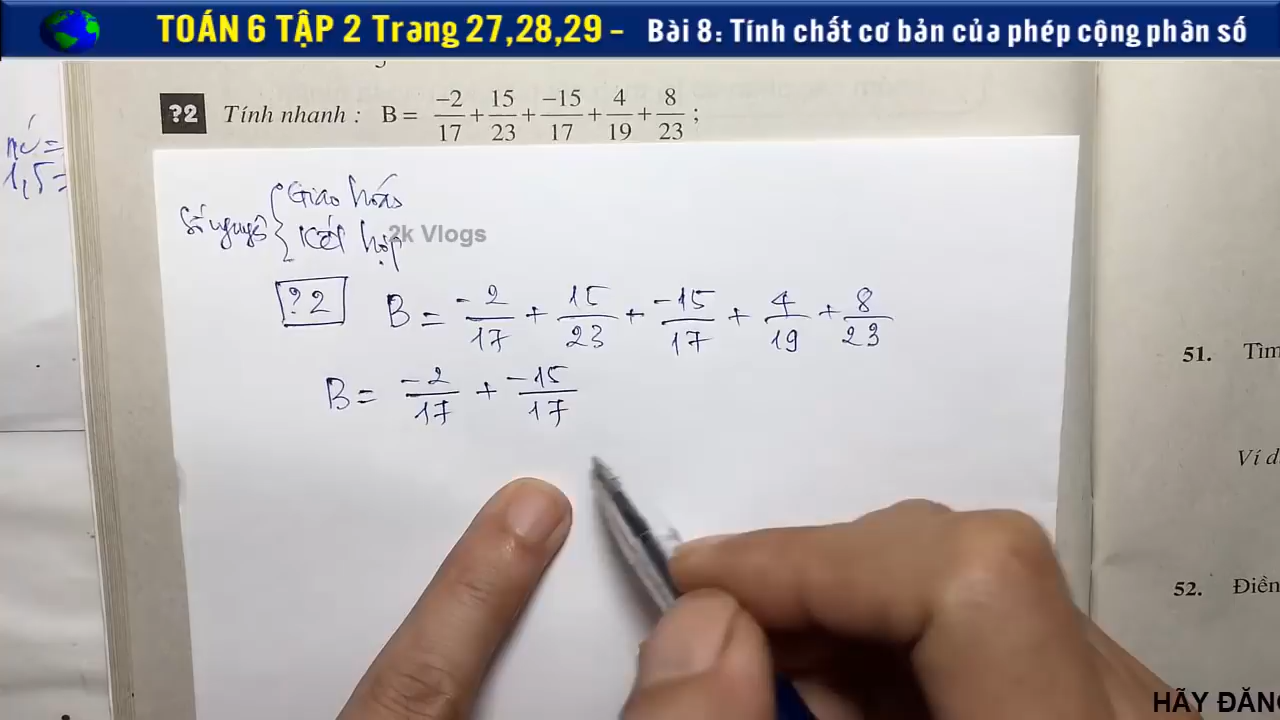 TOÁN 6 TẬP 2 Trang 27,28,29 - Bài 8: Tính chất cơ bản của phép cộng phân số
?2 Tính nhanh : B = -2/17 + 15/23 + -15/17 + 4/19 + 8/23 ;
1,5=
Giao hoán
Kết hợp
2k Vlogs
?2 B = -2/17 + 15/23 + -15/17 + 4/19 + 8/23
B = -2/17 + -15/17
51. Tìm
Ví d
52. Điền
HÃY ĐĂN